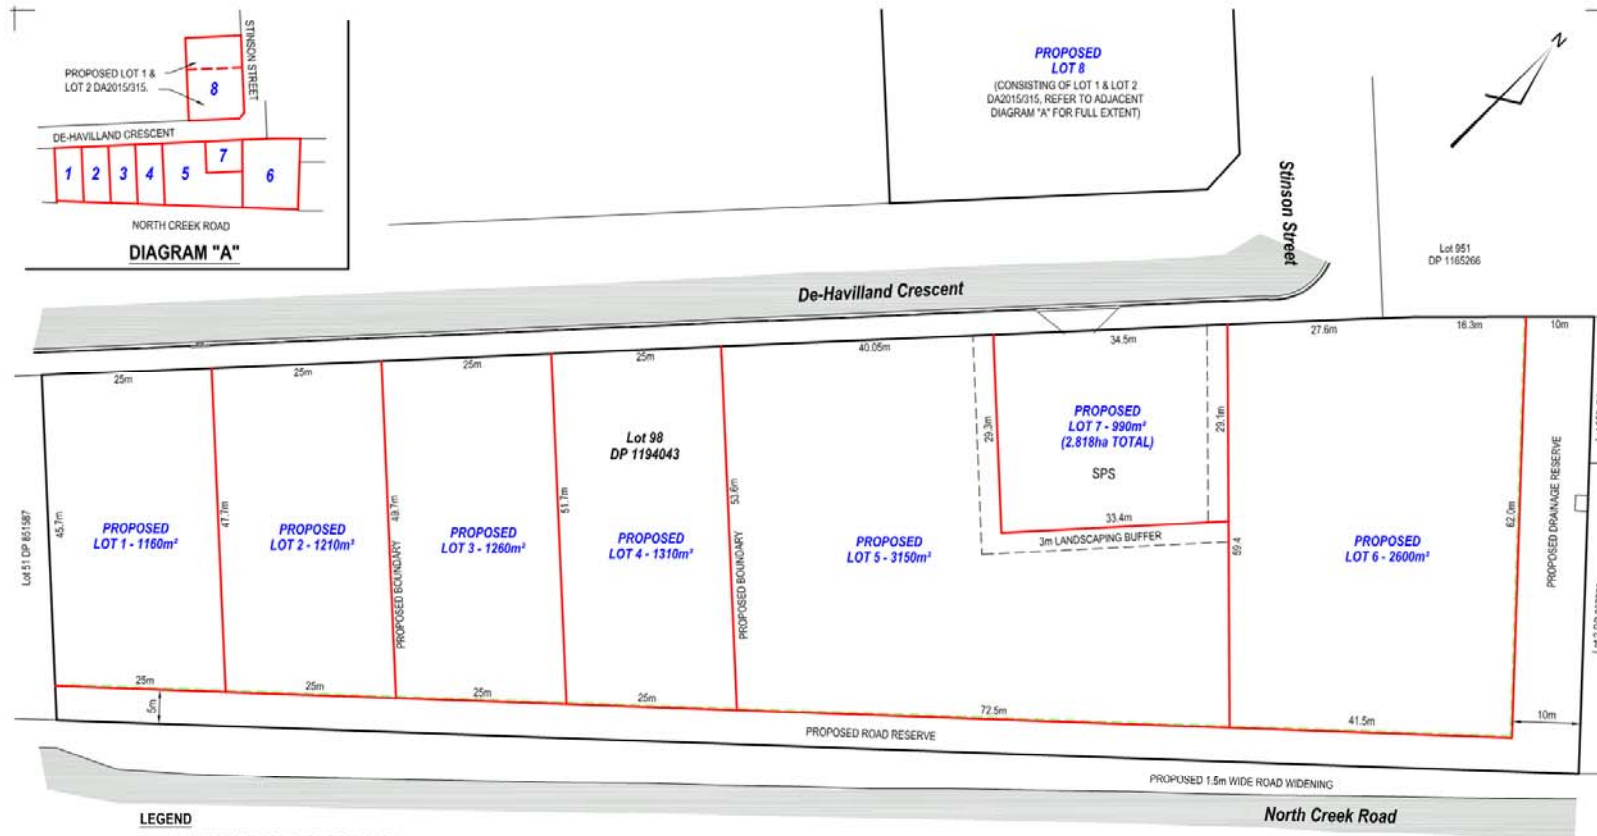 STINSON STREET
PROPOSED LOT 1 &
LOT 2 DA2015/315.
8
DE-HAVILLAND CRESCENT
1
2
3
4
5
7
6
NORTH CREEK ROAD
DIAGRAM "A"
PROPOSED
LOT 8
(CONSISTING OF LOT 1 & LOT 2
DA2015/315, REFER TO ADJACENT
DIAGRAM "A" FOR FULL EXTENT)
N
Stinson Street
Lot 951
DP 1165266
De-Havilland Crescent
25m
25m
25m
25m
40.05m
34.5m
27.6m
16.3m
10m
Lot 51 DP 851587
45.7m
PROPOSED
LOT 1 - 1160m²
47.7m
PROPOSED
LOT 2 - 1210m²
49.7m
PROPOSED BOUNDARY
PROPOSED
LOT 3 - 1260m²
51.7m
Lot 98
DP 1194043
PROPOSED
LOT 4 - 1310m²
53.6m
PROPOSED BOUNDARY
PROPOSED
LOT 5 - 3150m²
29.3m
PROPOSED
LOT 7 - 990m²
(2.818ha TOTAL)
SPS
29.1m
33.4m
3m LANDSCAPING BUFFER
59.4
PROPOSED
LOT 6 - 2600m²
62.0m
PROPOSED DRAINAGE RESERVE
25m
25m
25m
25m
72.5m
41.5m
10m
5m
PROPOSED ROAD RESERVE
PROPOSED 1.5m WIDE ROAD WIDENING
North Creek Road
LEGEND